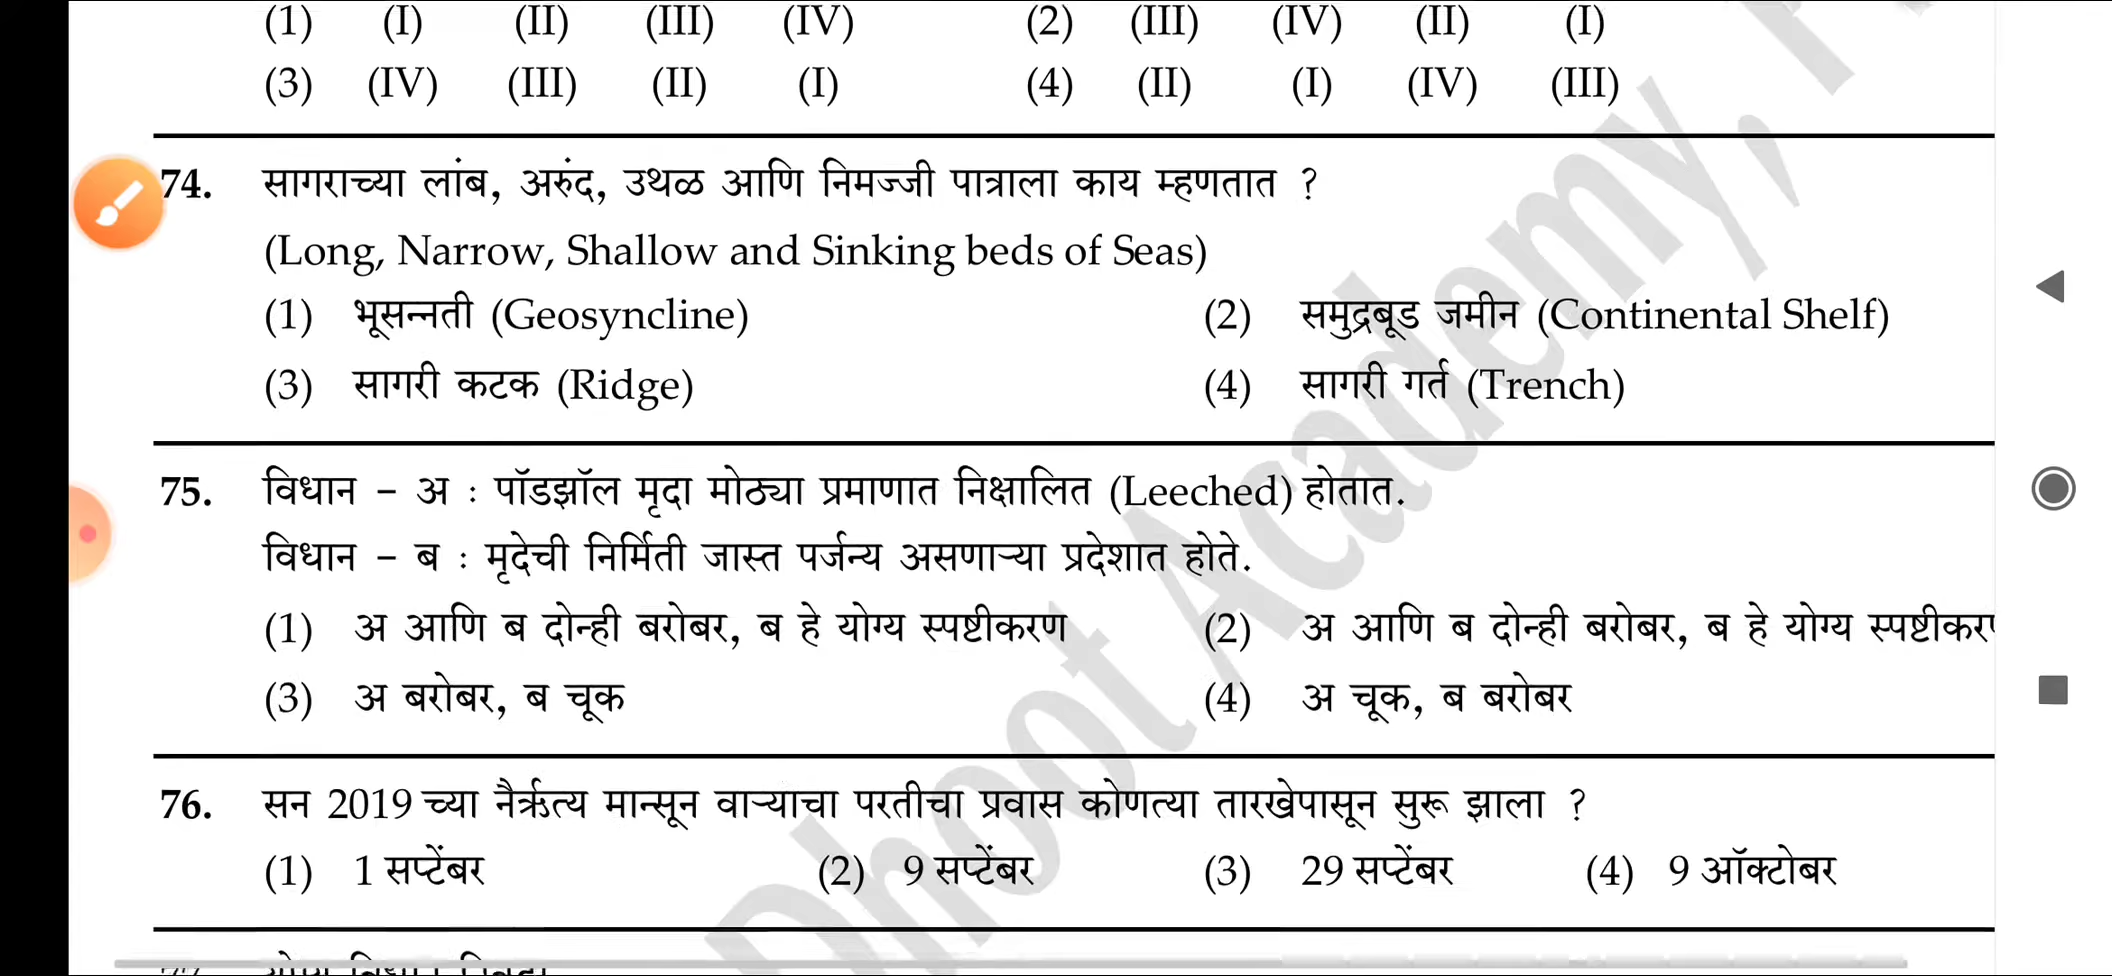 (1) (I) (II) (III) (IV) (2) (III) (IV) (II) (I)
(3) (IV) (III) (II) (I) (4) (II) (I) (IV) (III)
74. सागराच्या लांब, अरुंद, उथळ आणि निमज्जी पात्राला काय म्हणतात ?
(Long, Narrow, Shallow and Sinking beds of Seas)
(1) भूसन्नती (Geosyncline) (2) समुद्रबूड जमीन (Continental Shelf)
(3) सागरी कटक (Ridge) (4) सागरी गर्त (Trench)
75. विधान - अ : पॉडझॉल मृदा मोठ्या प्रमाणात निक्षालित (Leeched) होतात.
विधान - ब : मृदेची निर्मिती जास्त पर्जन्य असणाऱ्या प्रदेशात होते.
(1) अ आणि ब दोन्ही बरोबर, ब हे योग्य स्पष्टीकरण (2) अ आणि ब दोन्ही बरोबर, ब हे योग्य
(3) अ बरोबर, ब चूक (4) अ चूक, ब बरोबर
76. सन 2019 च्या नैर्ऋत्य मान्सून वाऱ्याचा परतीचा प्रवास कोणत्या तारखेपासून सुरू झाला ?
(1) 1 सप्टेंबर (2) 9 सप्टेंबर (3) 29 सप्टेंबर (4) 9 ऑक्टोबर
Dhoot Academy,